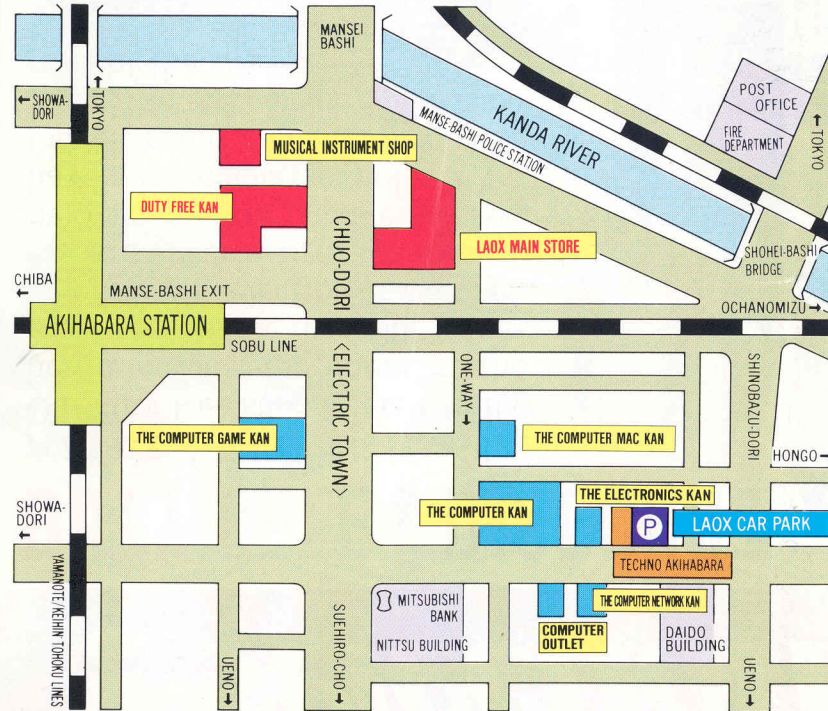 MANSEI
BASHI
← SHOWA-
DORI
TOKYO →
POST
OFFICE
FIRE
DEPARTMENT
TOKYO →
KANDA RIVER
MANSE-BASHI POLICE STATION
MUSICAL INSTRUMENT SHOP
DUTY FREE KAN
LAOX MAIN STORE
CHUO-DORI <EIECTRIC TOWN>
SHOHEI-BASHI
BRIDGE
CHIBA
←
MANSE-BASHI EXIT
OCHANOMIZU→
AKIHABARA STATION
SOBU LINE
ONE-WAY →
SHINOBAZU-DORI
THE COMPUTER GAME KAN
THE COMPUTER MAC KAN
HONGO→
THE ELECTRONICS KAN
THE COMPUTER KAN
P
LAOX CAR PARK
SHOWA-
DORI
←
TECHNO AKIHABARA
YAMANOTE/KEIHIN TOHOKU LINES
MITSUBISHI
BANK
NITTSU BUILDING
THE COMPUTER NETWORK KAN
COMPUTER
OUTLET
DAIDO
BUILDING
UENO→
SUEHIRO-CHO→
UENO→